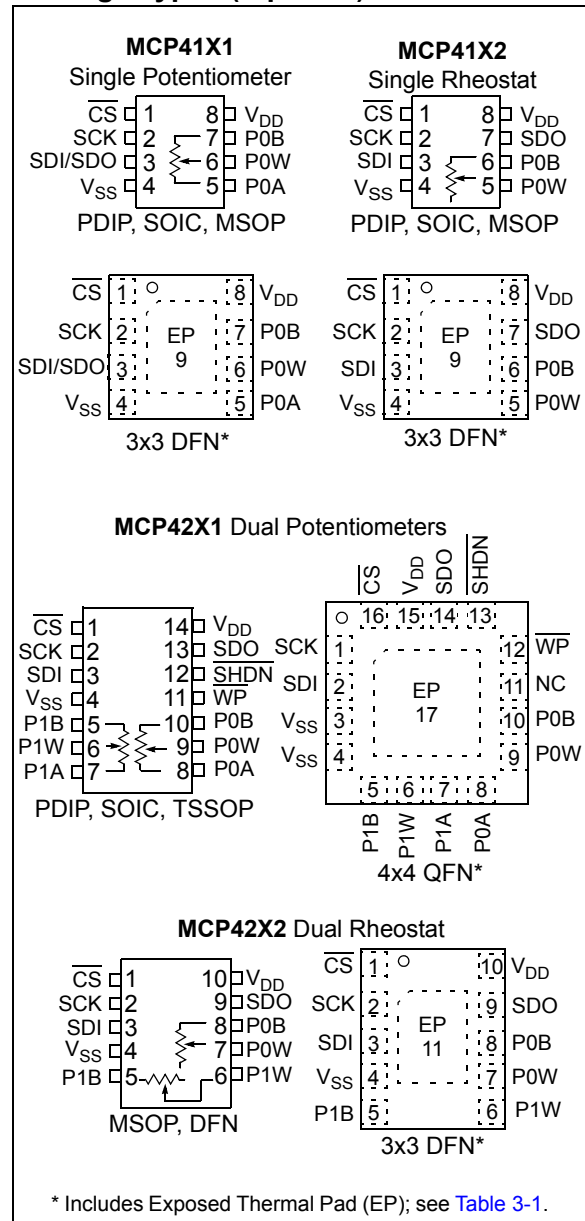 MCP41X1
Single Potentiometer
CS 1 8 VDD
SCK 2 7 P0B
SDI/SDO 3 6 P0W
VSS 4 5 P0A
PDIP, SOIC, MSOP
MCP41X2
Single Rheostat
CS 1 8 VDD
SCK 2 7 SDO
SDI 3 6 P0B
VSS 4 5 P0W
PDIP, SOIC, MSOP
CS 1 8 VDD
SCK 2 EP 7 P0B
SDI/SDO 3 9 6 P0W
VSS 4 5 P0A
3x3 DFN*
CS 1 8 VDD
SCK 2 EP 7 SDO
SDI 3 9 6 P0B
VSS 4 5 P0W
3x3 DFN*
MCP42X1 Dual Potentiometers
CS 1 14 VDD
SCK 2 13 SDO
SDI 3 12 SHDN
VSS 4 11 WP
P1B 5 10 P0B
P1W 6 9 P0W
P1A 7 8 P0A
PDIP, SOIC, TSSOP
CS VDD SDO SHDN
16 15 14 13
SCK 1 12 WP
SDI 2 EP 11 NC
VSS 3 17 10 P0B
VSS 4 9 P0W
5 6 7 8
P1B P1W P1A P0A
4x4 QFN*
MCP42X2 Dual Rheostat
CS 1 10 VDD
SCK 2 9 SDO
SDI 3 8 P0B
VSS 4 7 P0W
P1B 5 6 P1W
MSOP, DFN
CS 1 10 VDD
SCK 2 9 SDO
SDI 3 EP 11 8 P0B
VSS 4 7 P0W
P1B 5 6 P1W
3x3 DFN*
* Includes Exposed Thermal Pad (EP); see Table 3-1.